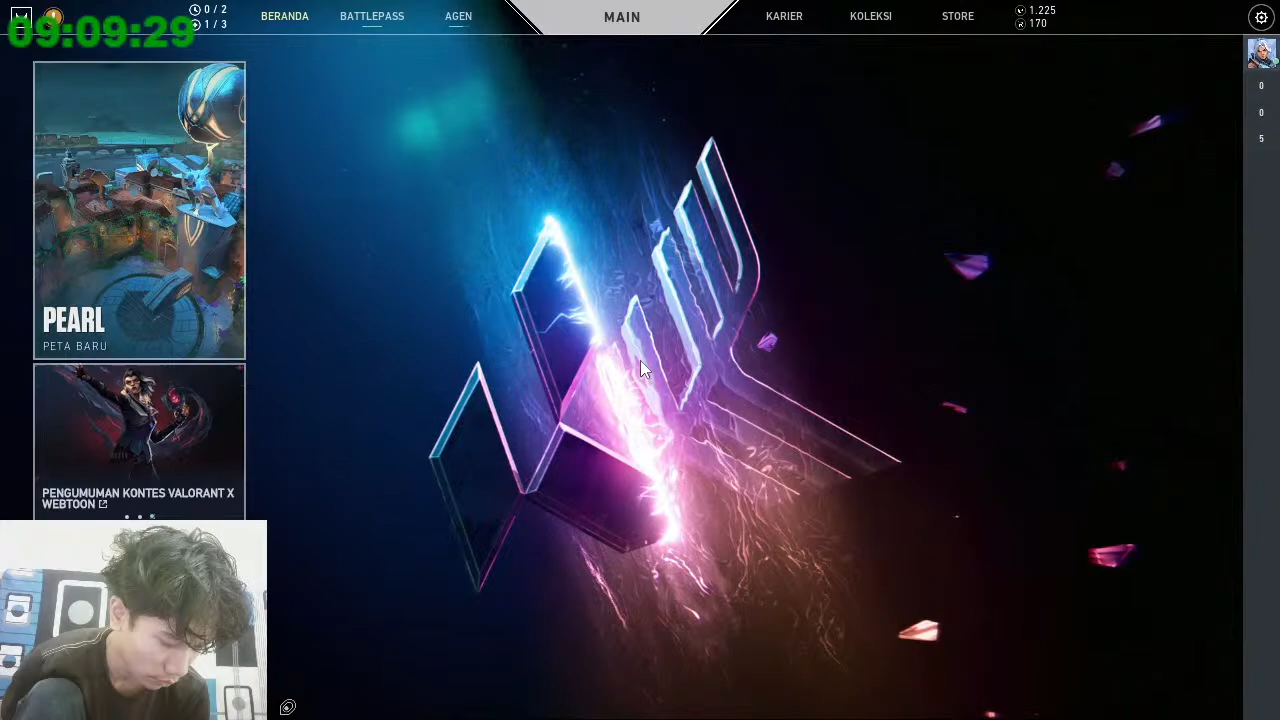 0 / 2
1 / 3
09:09:29
BERANDA
BATTLEPASS
AGEN
MAIN
KARIER
KOLEKSI
STORE
1.225
170
0
0
5
PEARL
PETA BARU
PENGUMUMAN KONTES VALORANT X
WEBTOON